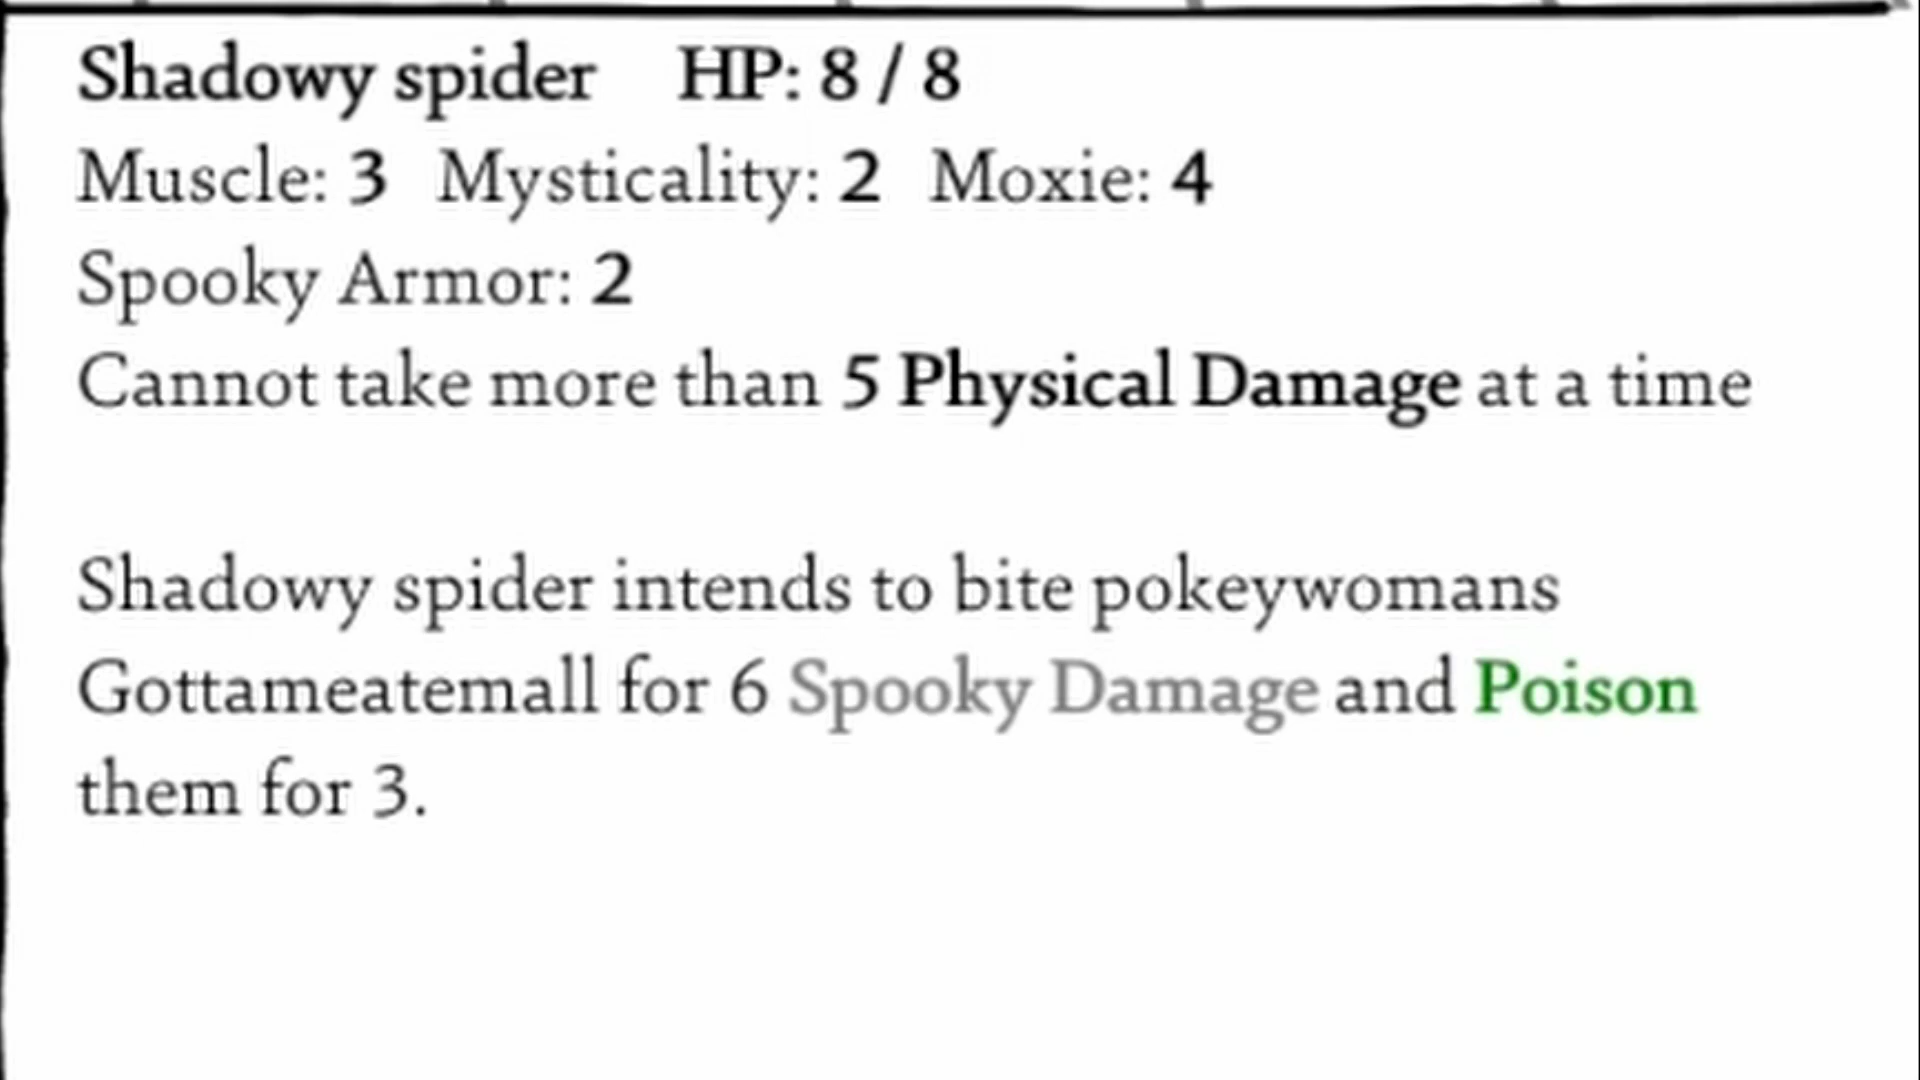 Shadowy spider HP: 8 / 8
Muscle: 3 Mysticality: 2 Moxie: 4
Spooky Armor: 2
Cannot take more than 5 Physical Damage at a time
Shadowy spider intends to bite pokeywomans
Gottameatemall for 6 Spooky Damage and Poison
them for 3.